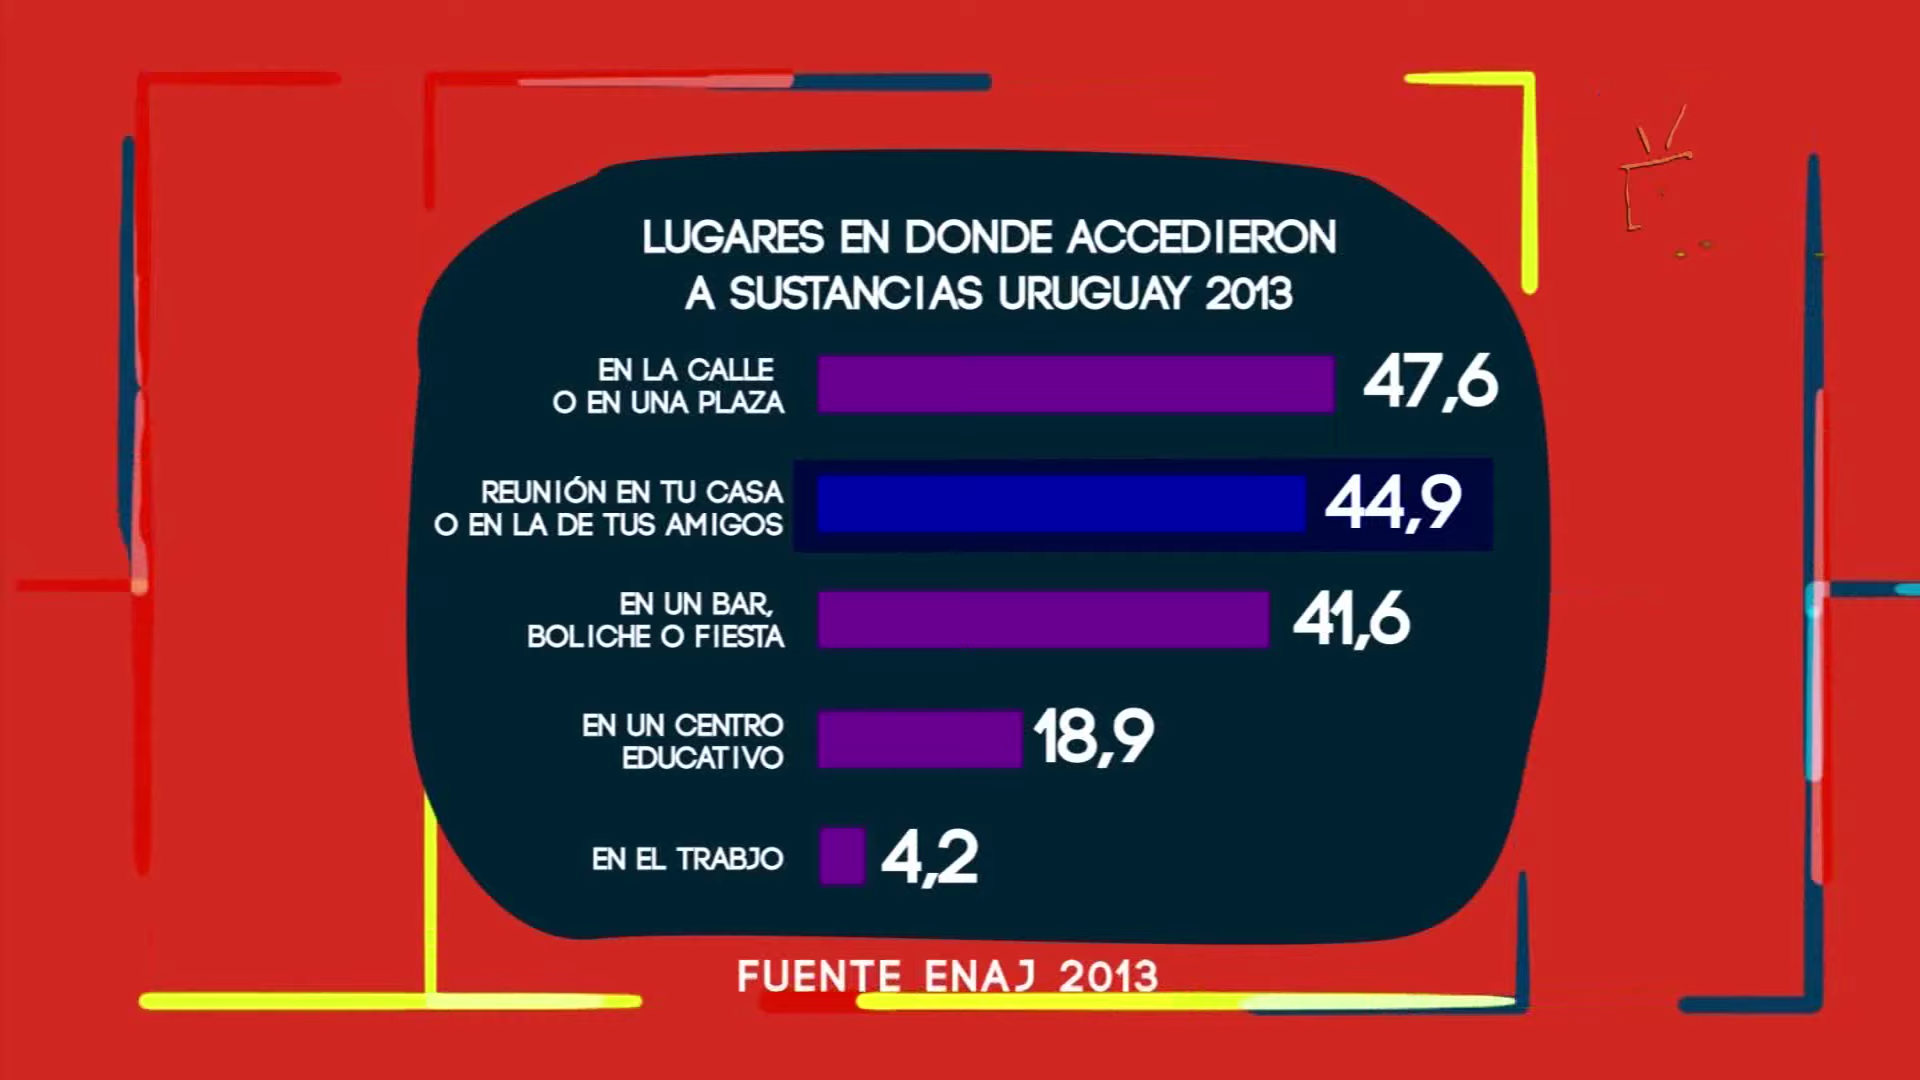 LUGARES EN DONDE ACCEDIERON
A SUSTANCIAS URUGUAY 2013
EN LA CALLE
O EN UNA PLAZA
47,6
REUNIÓN EN TU CASA
O EN LA DE TUS AMIGOS
44,9
EN UN BAR,
BOLICHE O FIESTA
41,6
EN UN CENTRO
EDUCATIVO
18,9
EN EL TRABJO
4,2
FUENTE ENAJ 2013